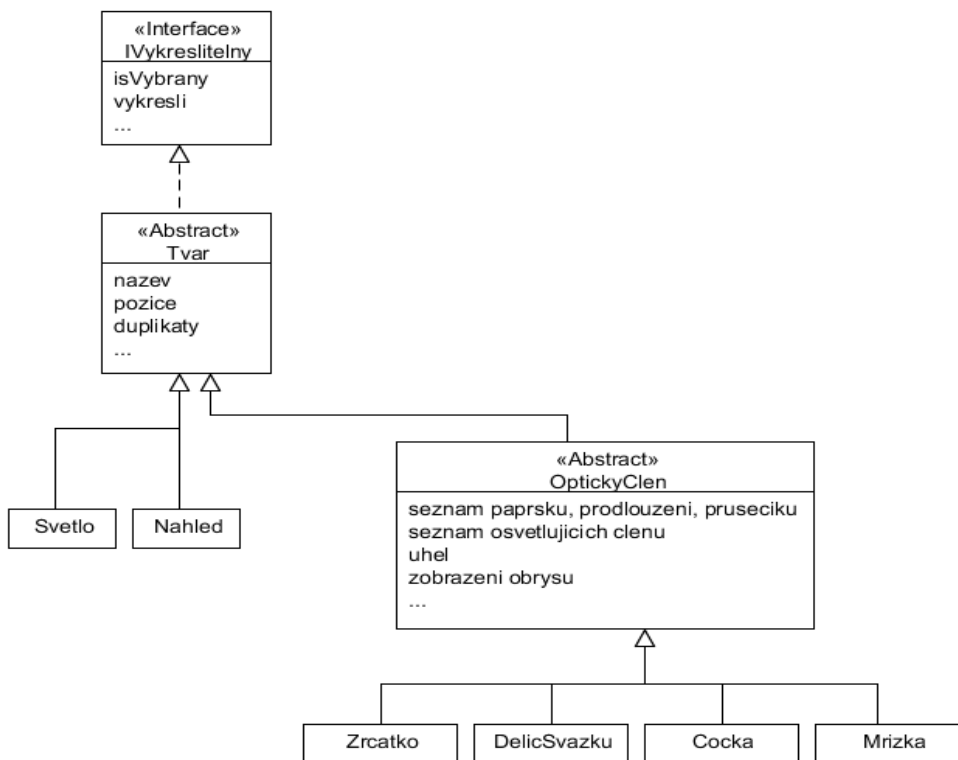 «Interface»
IVykreslitelny
isVybrany
vykresli
...
«Abstract»
Tvar
nazev
pozice
duplikaty
...
«Abstract»
OptickyClen
seznam paprsku, prodlouzeni, pruseciku
seznam osvetlujicich clenu
uhel
zobrazeni obrysu
...
Svetlo
Nahled
Zrcatko
DelicSvazku
Cocka
Mrizka